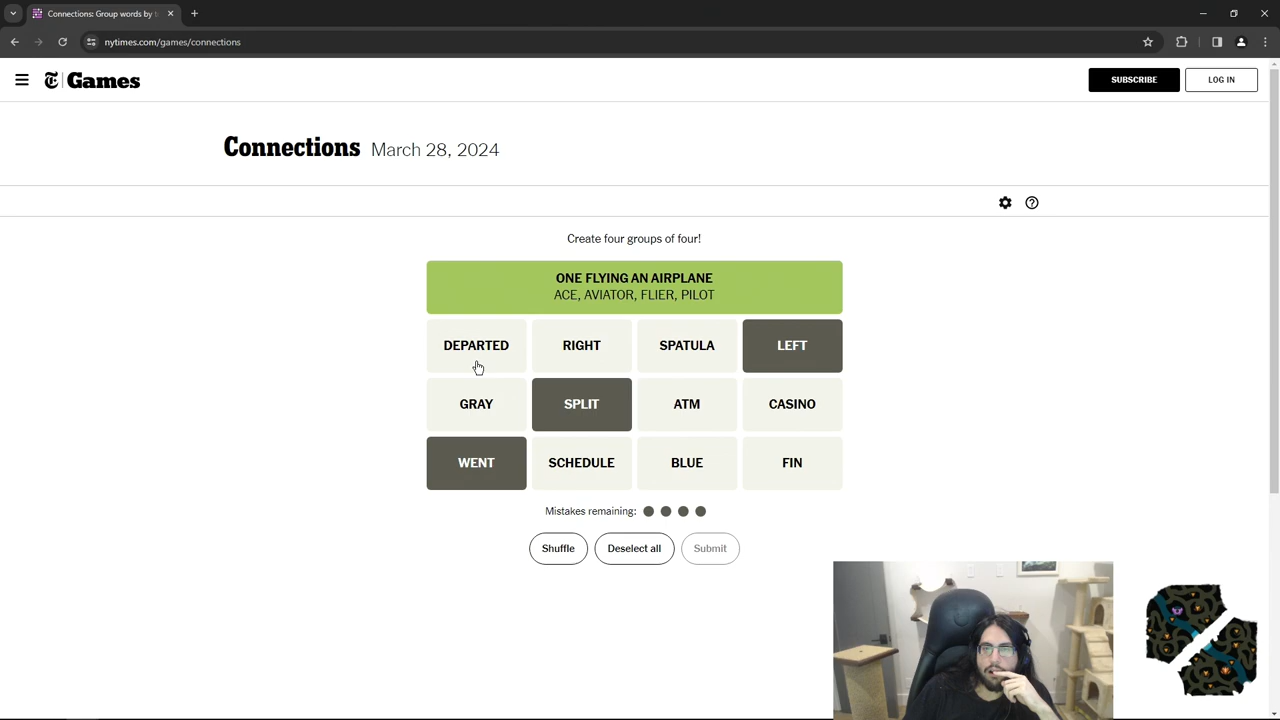 Connections: Group words by t
nytimes.com/games/connections
Games
SUBSCRIBE
LOG IN
Connections March 28, 2024
Create four groups of four!
ONE FLYING AN AIRPLANE
ACE, AVIATOR, FLIER, PILOT
DEPARTED RIGHT SPATULA LEFT
GRAY SPLIT ATM CASINO
WENT SCHEDULE BLUE FIN
Mistakes remaining:
Shuffle Deselect all Submit